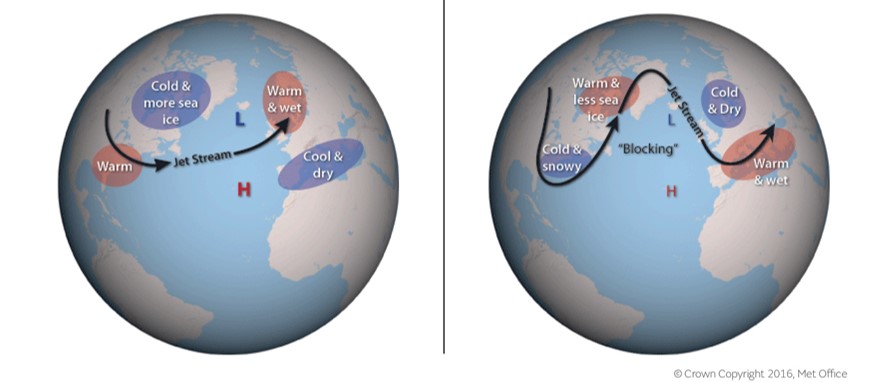 Cold &
more sea
ice
Warm
& wet
L
Warm
Jet Stream
Cool &
dry
H
Warm &
less sea
ice
Jet Stream
Cold
& Dry
L
Cold &
snowy
"Blocking"
Warm
& wet
H
© Crown Copyright 2016, Met Office